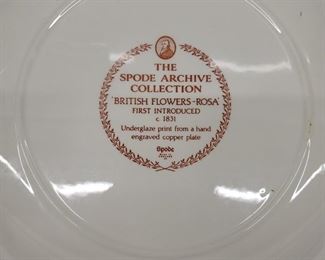 THE
SPODE ARCHIVE
COLLECTION
'BRITISH FLOWERS-ROSA'
FIRST INTRODUCED
c 1831
Underglaze print from a hand
engraved copper plate
Spode